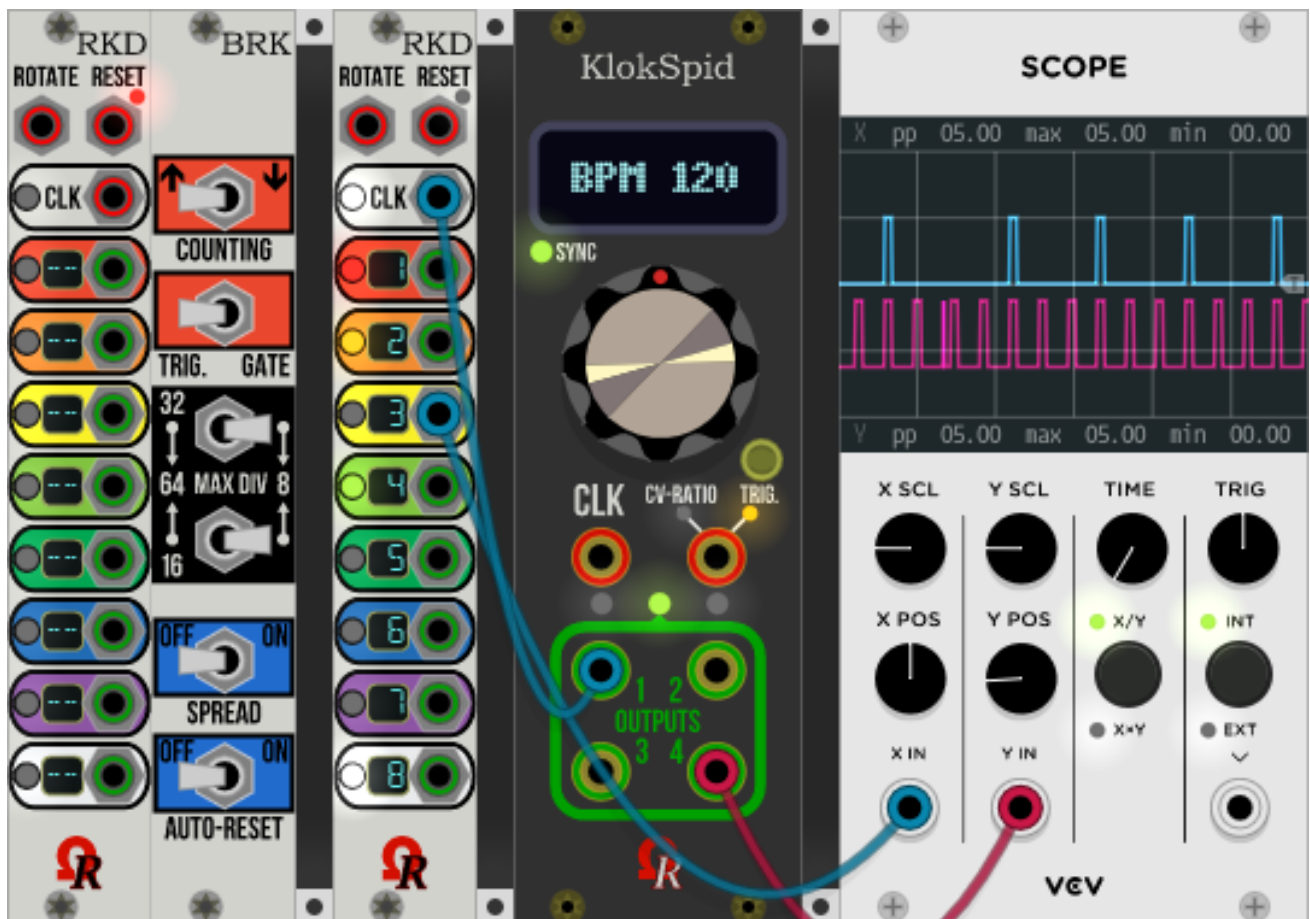 RKD
ROTATE RESET
CLK
--
--
--
--
--
--
--
--
ΩR
BRK
COUNTING
TRIG. GATE
32
64 MAX DIV 8
16
OFF ON
SPREAD
OFF ON
AUTO-RESET
RKD
ROTATE RESET
CLK
1
2
3
4
5
6
7
8
ΩR
KlokSpid
BPM 120
SYNC
CLK CV-RATIO TRIG.
1 2
OUTPUTS
3 4
ΩR
SCOPE
X pp 05.00 max 05.00 min 00.00
T
Y pp 05.00 max 05.00 min 00.00
X SCL Y SCL TIME TRIG
X POS Y POS X/Y INT
X×Y EXT
X IN Y IN
VCV